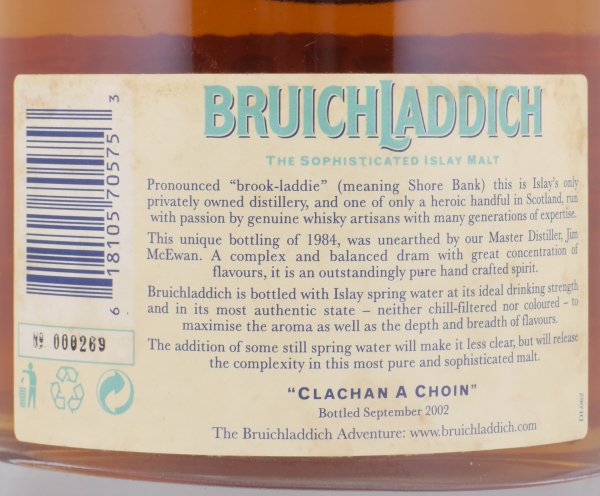 BRUICHLADDICH
THE SOPHISTICATED ISLAY MALT
Pronounced “brook-laddie” (meaning Shore Bank) this is Islay's only
privately owned distillery, and one of only a heroic handful in Scotland, run
with passion by genuine whisky artisans with many generations of expertise.
This unique bottling of 1984, was unearthed by our Master Distiller, Jim
McEwan. A complex and balanced dram with great concentration of
flavours, it is an outstandingly pure hand crafted spirit.
Bruichladdich is bottled with Islay spring water at its ideal drinking strength
and in its most authentic state – neither chill-filtered nor coloured – to
maximise the aroma as well as the depth and breadth of flavours.
The addition of some still spring water will make it less clear, but will release
the complexity in this most pure and sophisticated malt.
“CLACHAN A CHOIN”
Bottled September 2002
The Bruichladdich Adventure: www.bruichladdich.com
6 18105 70575 3
Nº 000269